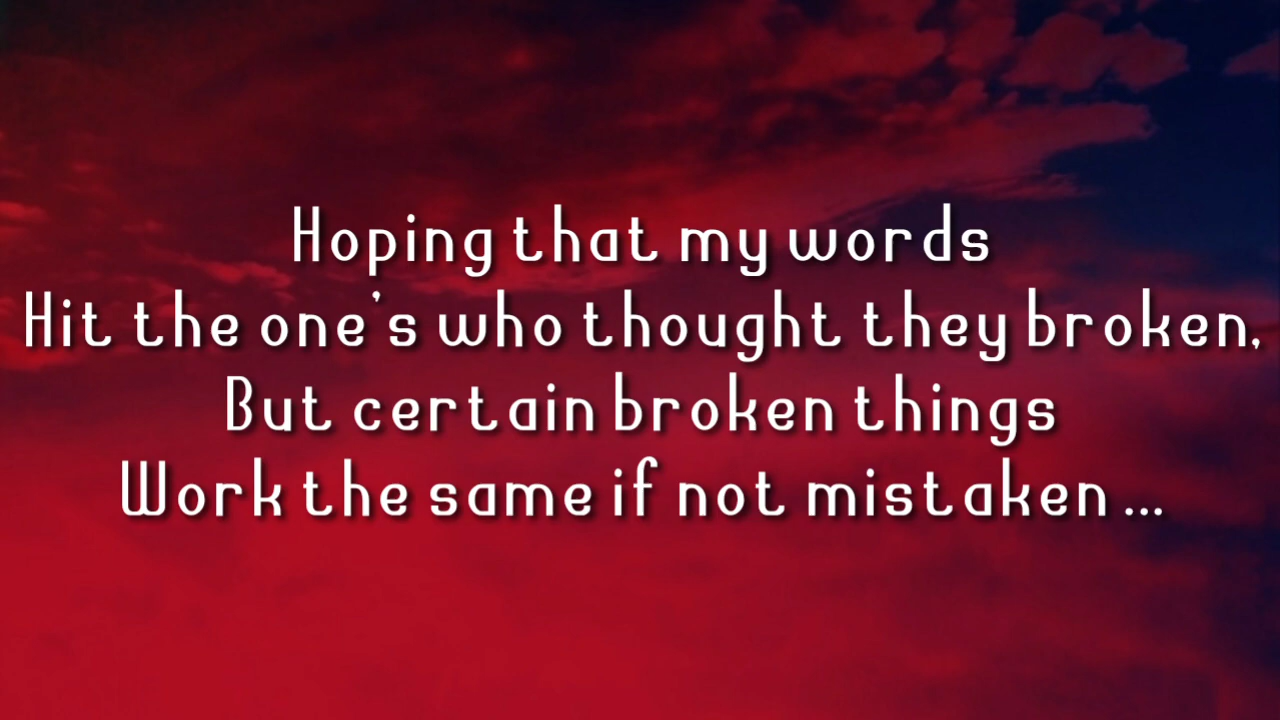 Hoping that my words
Hit the one's who thought they broken,
But certain broken things
Work the same if not mistaken ...